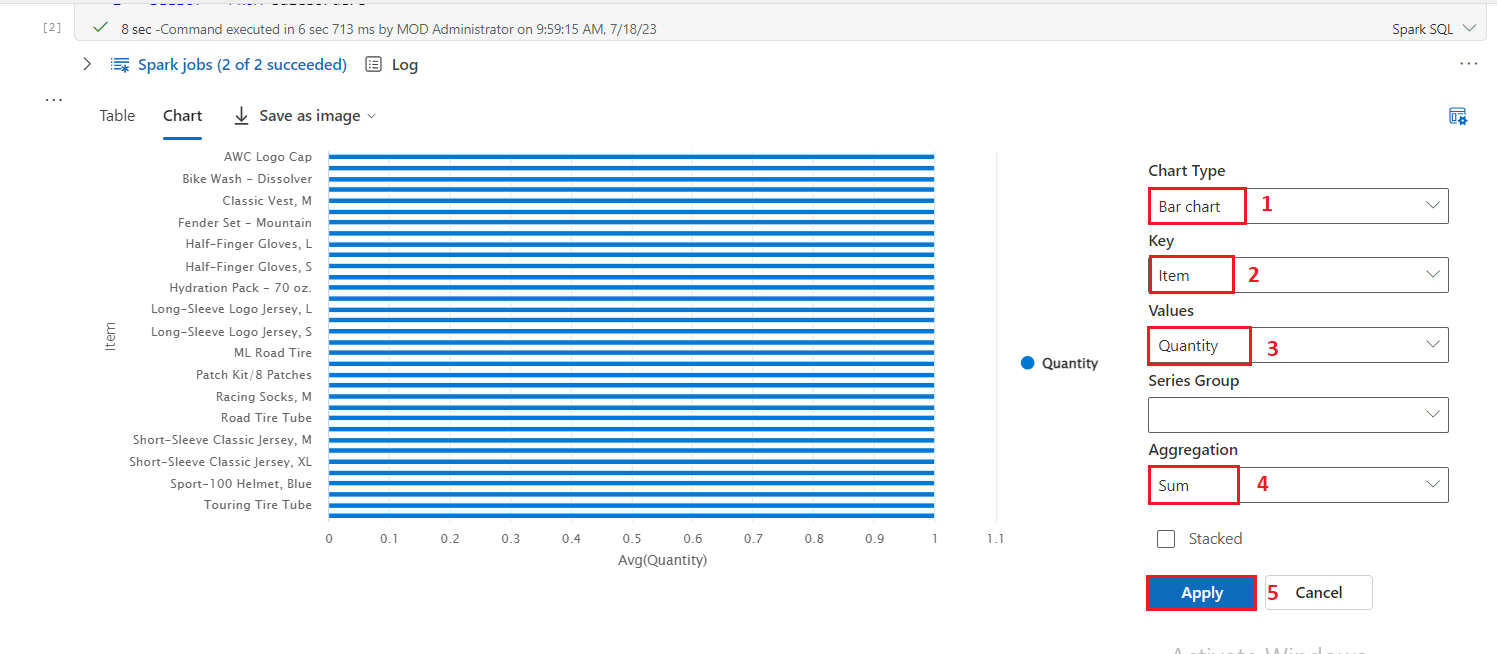 [2]
8 sec -Command executed in 6 sec 713 ms by MOD Administrator on 9:59:15 AM, 7/18/23
Spark SQL
Spark jobs (2 of 2 succeeded)
Log
Table
Chart
Save as image
AWC Logo Cap
Bike Wash - Dissolver
Classic Vest, M
Fender Set - Mountain
Half-Finger Gloves, L
Half-Finger Gloves, S
Hydration Pack - 70 oz.
Long-Sleeve Logo Jersey, L
Long-Sleeve Logo Jersey, S
ML Road Tire
Patch Kit/8 Patches
Racing Socks, M
Road Tire Tube
Short-Sleeve Classic Jersey, M
Short-Sleeve Classic Jersey, XL
Sport-100 Helmet, Blue
Touring Tire Tube
Item
0 0.1 0.2 0.3 0.4 0.5 0.6 0.7 0.8 0.9 1 1.1
Avg(Quantity)
Quantity
Chart Type
Bar chart 1
Key
Item 2
Values
Quantity 3
Series Group
Aggregation
Sum 4
Stacked
Apply 5 Cancel
Activate Windows